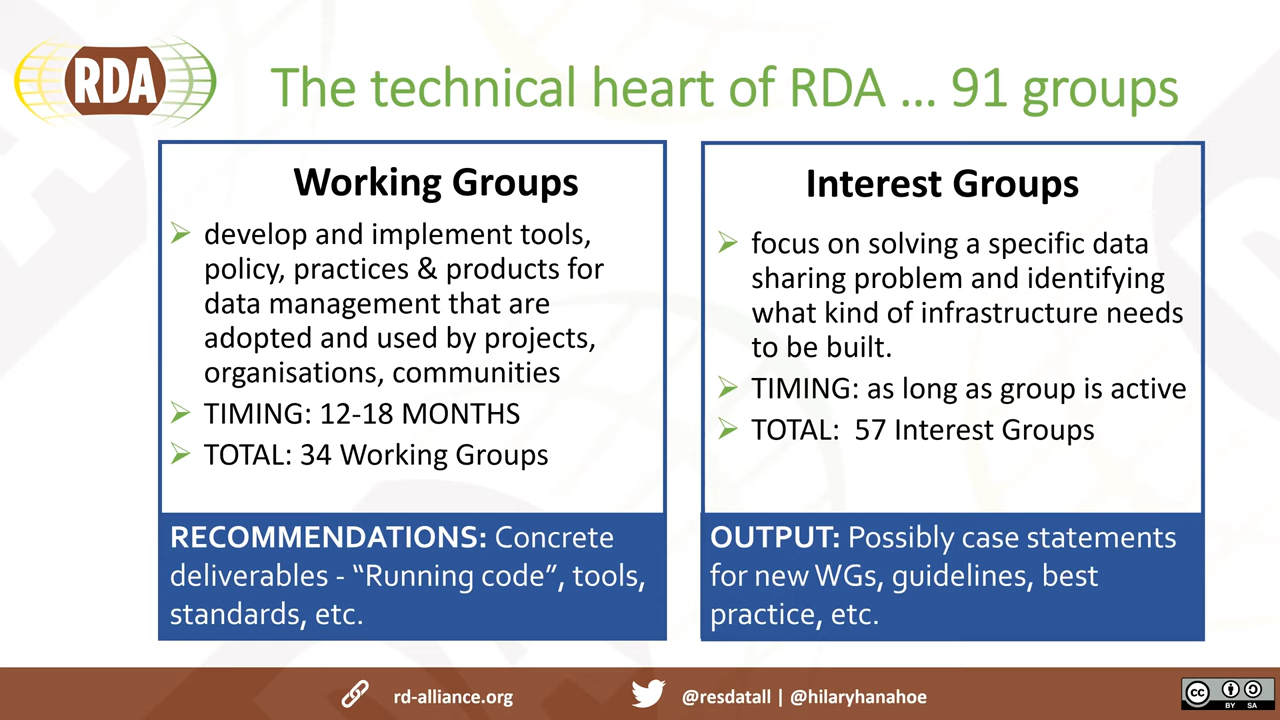 RDA
The technical heart of RDA ... 91 groups
Working Groups
develop and implement tools,
policy, practices & products for
data management that are
adopted and used by projects,
organisations, communities
TIMING: 12-18 MONTHS
TOTAL: 34 Working Groups
RECOMMENDATIONS: Concrete
deliverables - “Running code”, tools,
standards, etc.
Interest Groups
focus on solving a specific data
sharing problem and identifying
what kind of infrastructure needs
to be built.
TIMING: as long as group is active
TOTAL: 57 Interest Groups
OUTPUT: Possibly case statements
for new WGs, guidelines, best
practice, etc.
rd-alliance.org
@resdatall | @hilaryhanahoe
cc
BY SA